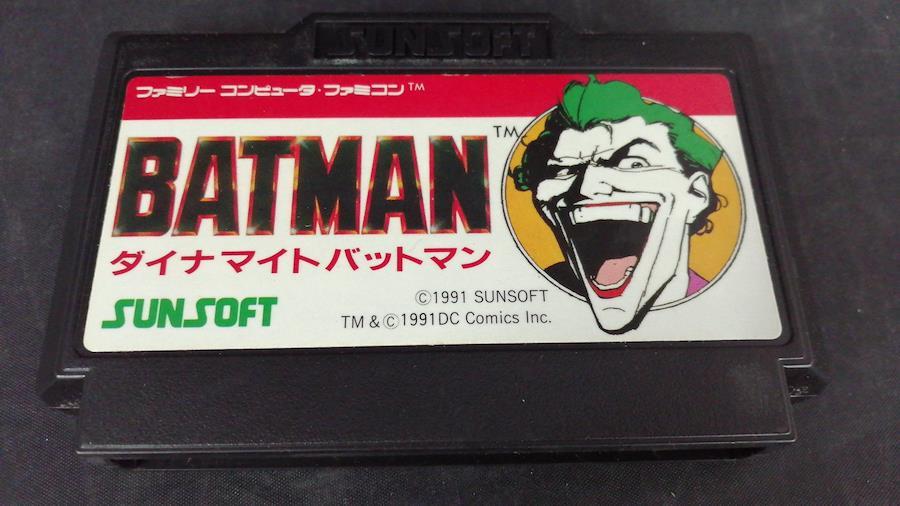 SUNSOFT
ファミリー コンピュータ・ファミコン™
BATMAN™
ダイナマイトバットマン
SUNSOFT
©1991 SUNSOFT
TM & ©1991DC Comics Inc.